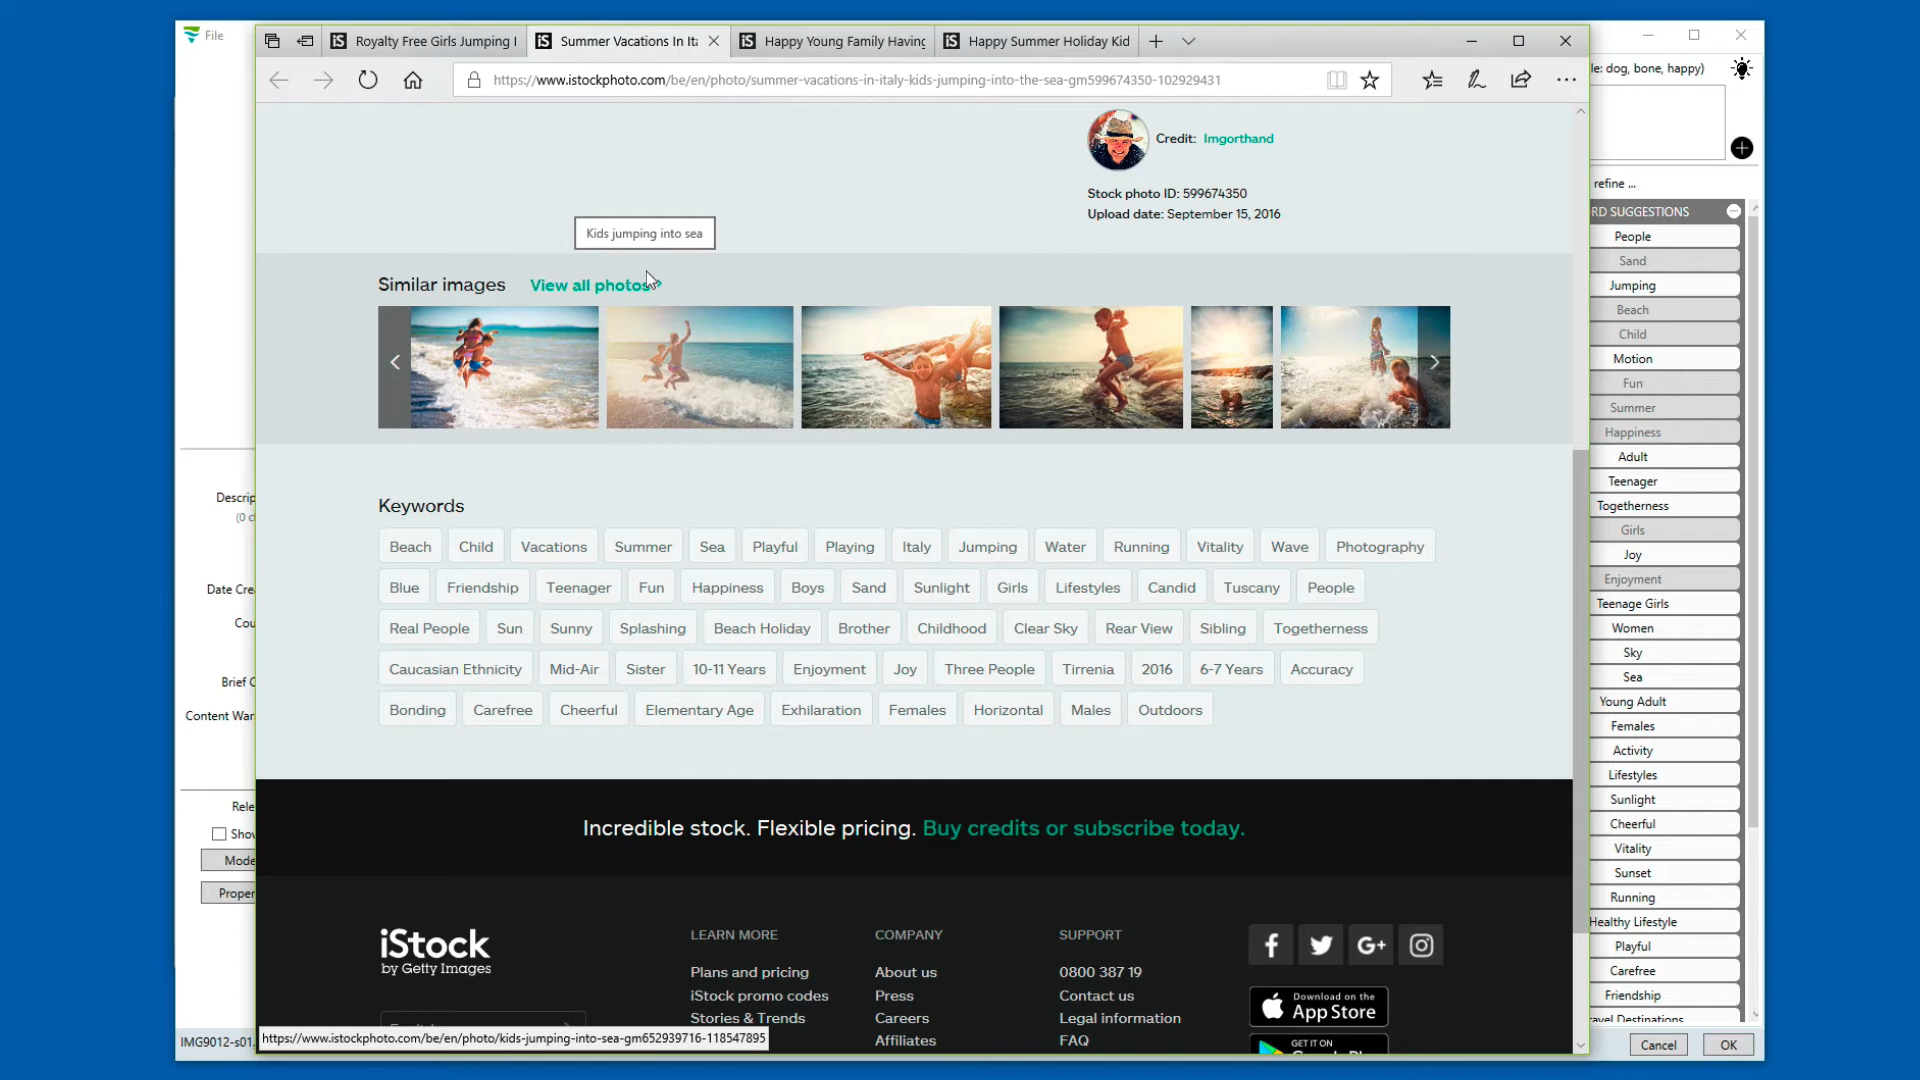 File
Royalty Free Girls Jumping I
Summer Vacations In Ita
Happy Young Family Having
Happy Summer Holiday Kid
https://www.istockphoto.com/be/en/photo/summer-vacations-in-italy-kids-jumping-into-the-sea-gm599674350-102929431
le: dog, bone, happy)
Credit: Imgorthand
Stock photo ID: 599674350
Upload date: September 15, 2016
Kids jumping into sea
Similar images View all photos
Keywords
Beach Child Vacations Summer Sea Playful Playing Italy Jumping Water Running Vitality Wave Photography
Blue Friendship Teenager Fun Happiness Boys Sand Sunlight Girls Lifestyles Candid Tuscany People
Real People Sun Sunny Splashing Beach Holiday Brother Childhood Clear Sky Rear View Sibling Togetherness
Caucasian Ethnicity Mid-Air Sister 10-11 Years Enjoyment Joy Three People Tirrenia 2016 6-7 Years Accuracy
Bonding Carefree Cheerful Elementary Age Exhilaration Females Horizontal Males Outdoors
Incredible stock. Flexible pricing. Buy credits or subscribe today.
iStock
by Getty Images
LEARN MORE
Plans and pricing
iStock promo codes
Stories & Trends
Affiliates
COMPANY
About us
Press
Careers
SUPPORT
0800 387 19
Contact us
Legal information
FAQ
Download on the
App Store
GET IT ON
https://www.istockphoto.com/be/en/photo/kids-jumping-into-sea-gm652939716-118547895
Descrip
(0 c
Date Cre
Cou
Brief C
Content War
Rele
Show
Mode
Proper
IMG9012-s01
refine ...
RD SUGGESTIONS
People
Sand
Jumping
Beach
Child
Motion
Fun
Summer
Happiness
Adult
Teenager
Togetherness
Girls
Joy
Enjoyment
Teenage Girls
Women
Sky
Sea
Young Adult
Females
Activity
Lifestyles
Sunlight
Cheerful
Vitality
Sunset
Running
Healthy Lifestyle
Playful
Carefree
Friendship
ravel Destinations
Cancel OK